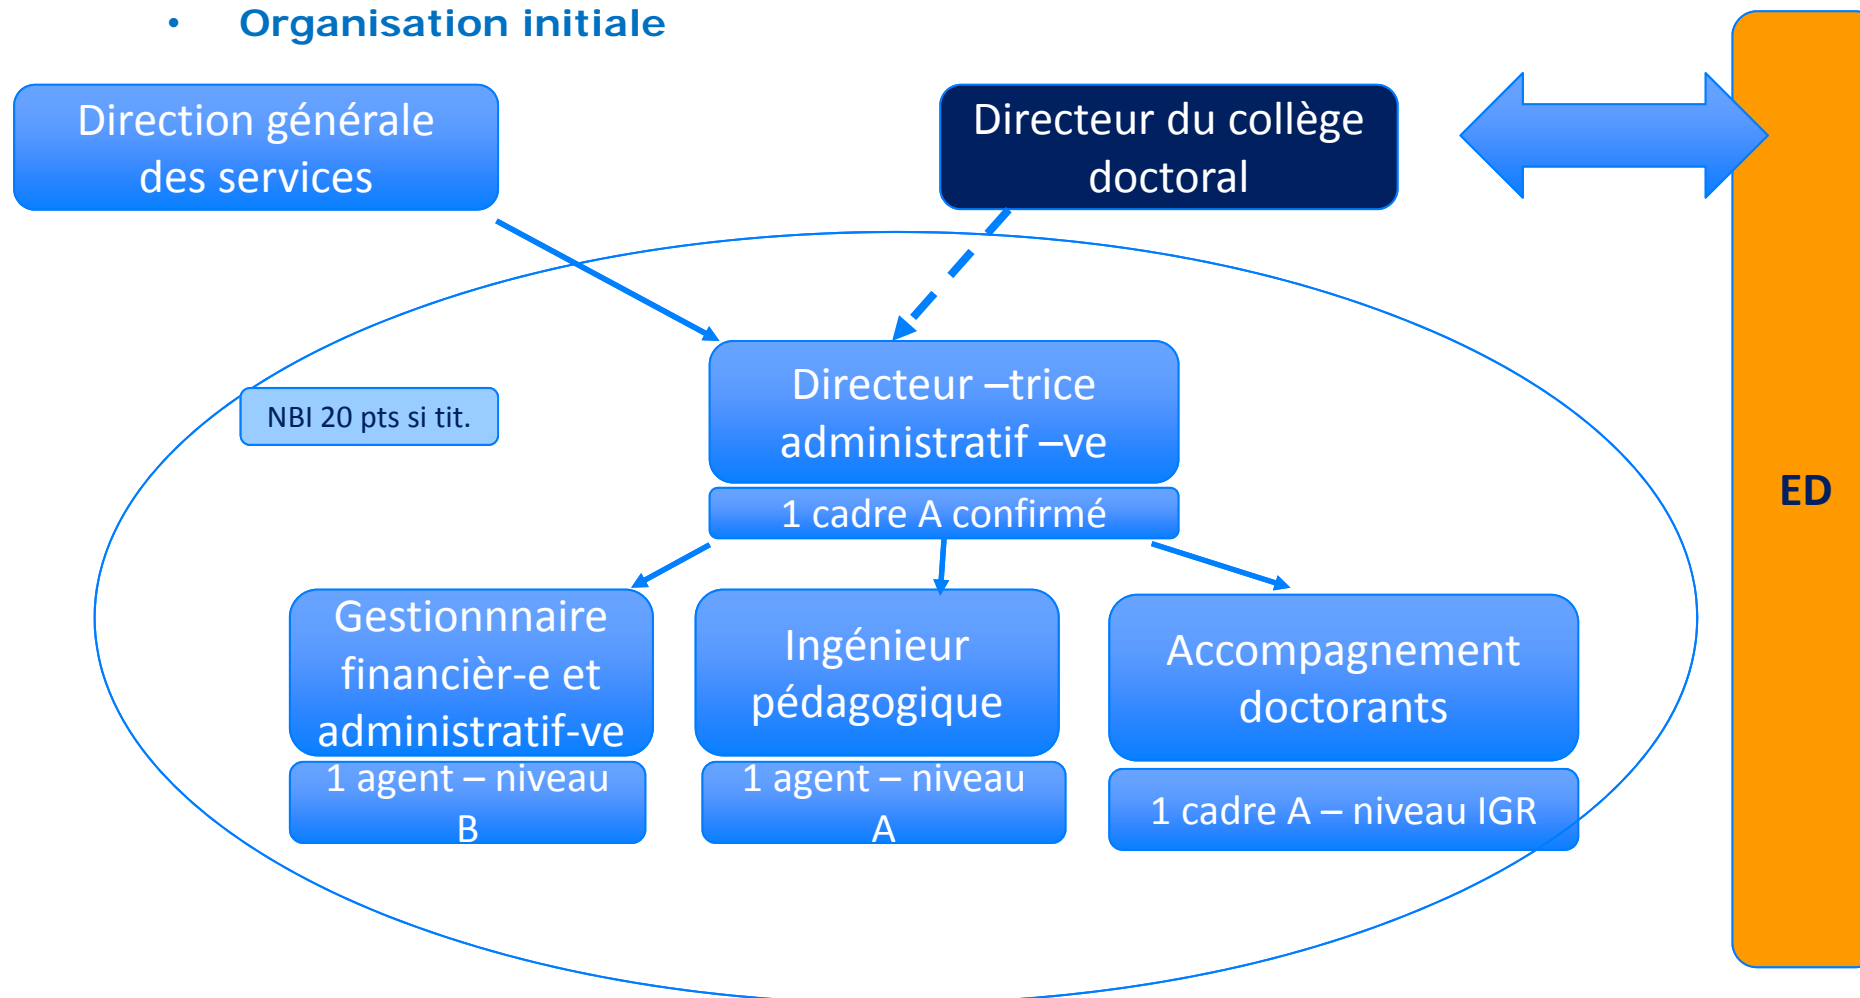 • Organisation initiale
Direction générale
des services
Directeur du collège
doctoral
Directeur –trice
administratif –ve
NBI 20 pts si tit.
1 cadre A confirmé
ED
Gestionnnaire
financièr-e et
administratif-ve
1 agent – niveau
B
Ingénieur
pédagogique
1 agent – niveau
A
Accompagnement
doctorants
1 cadre A – niveau IGR